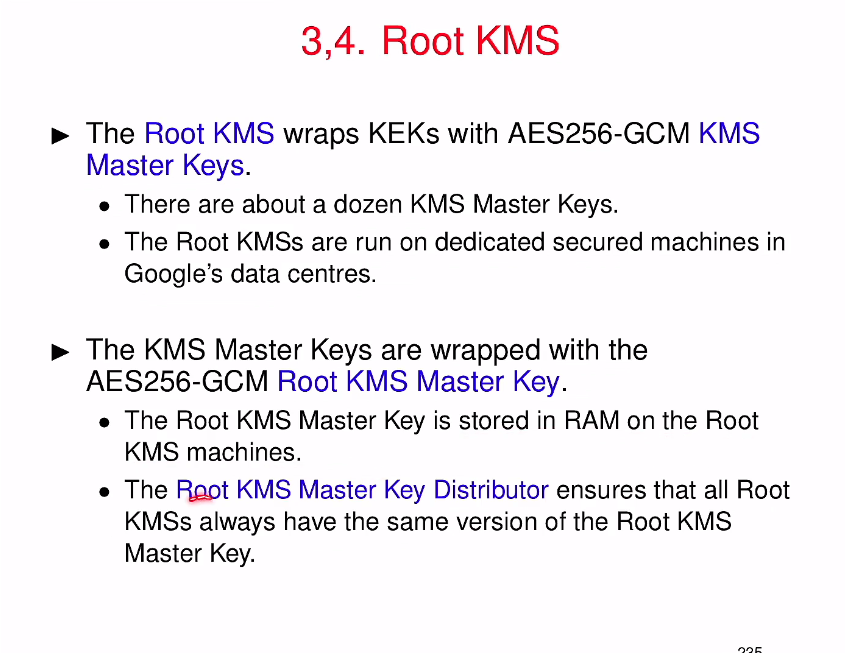 3,4. Root KMS
▶ The Root KMS wraps KEKs with AES256-GCM KMS
Master Keys.
• There are about a dozen KMS Master Keys.
• The Root KMSs are run on dedicated secured machines in
Google's data centres.
▶ The KMS Master Keys are wrapped with the
AES256-GCM Root KMS Master Key.
• The Root KMS Master Key is stored in RAM on the Root
KMS machines.
• The Root KMS Master Key Distributor ensures that all Root
KMSs always have the same version of the Root KMS
Master Key.
235